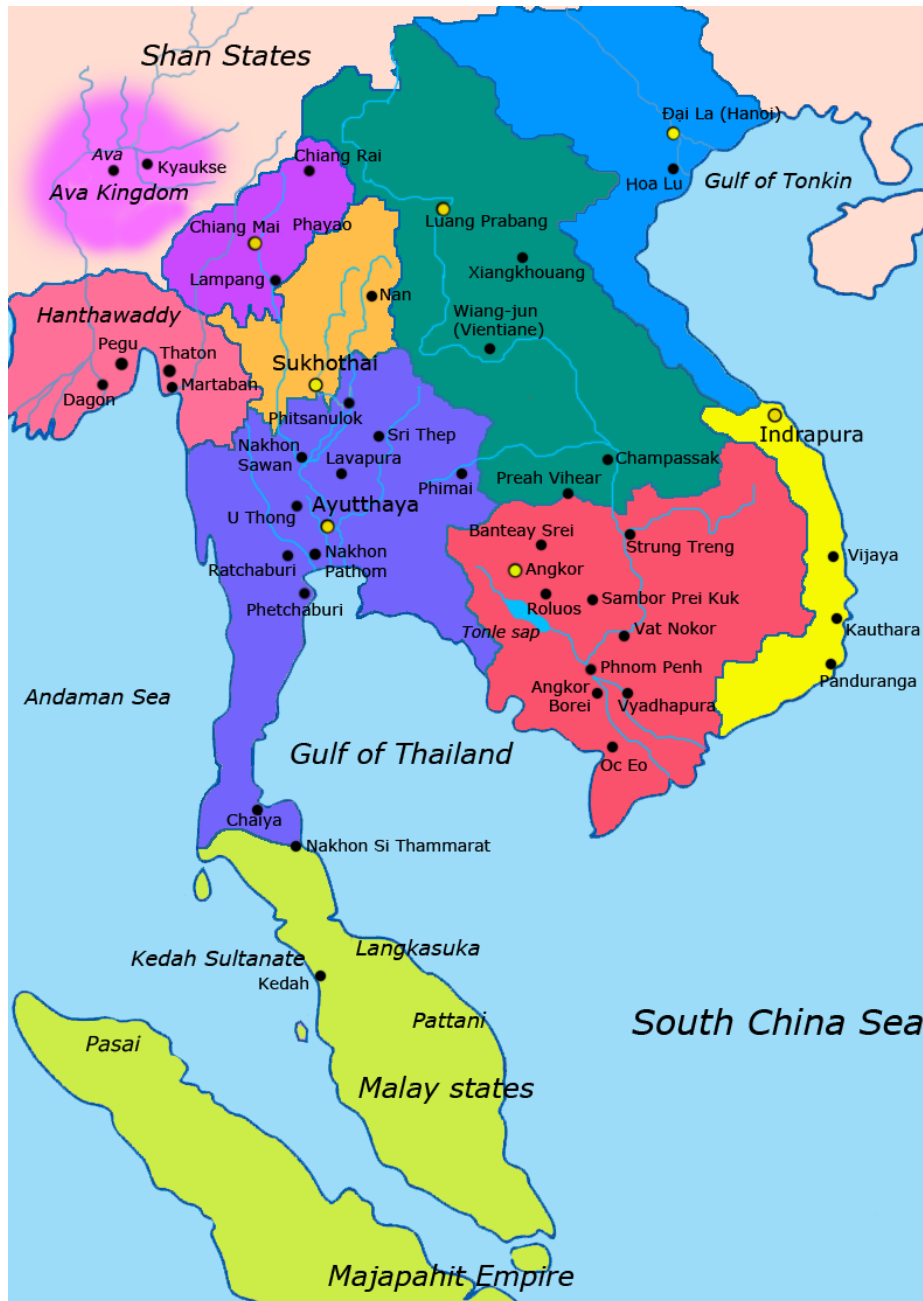 Shan States
Đại La (Hanoi)
Ava
Kyaukse
Chiang Rai
Ava Kingdom
Hoa Lu
Gulf of Tonkin
Chiang Mai
Phayao
Luang Prabang
Xiangkhouang
Lampang
Nan
Hanthawaddy
Wiang-jun
(Vientiane)
Pegu
Thaton
Sukhothai
Martaban
Dagon
Phitsanulok
Indrapura
Sri Thep
Nakhon
Sawan
Lavapura
Champassak
Phimai
Preah Vihear
Ayutthaya
U Thong
Banteay Srei
Strung Treng
Nakhon
Pathom
Ratchaburi
Angkor
Vijaya
Phetchaburi
Roluos
Sambor Prei Kuk
Tonle sap
Vat Nokor
Kauthara
Phnom Penh
Panduranga
Andaman Sea
Angkor
Borei
Vyadhapura
Gulf of Thailand
Oc Eo
Chaiya
Nakhon Si Thammarat
Langkasuka
Kedah Sultanate
Kedah
Pattani
South China Sea
Pasai
Malay states
Majapahit Empire